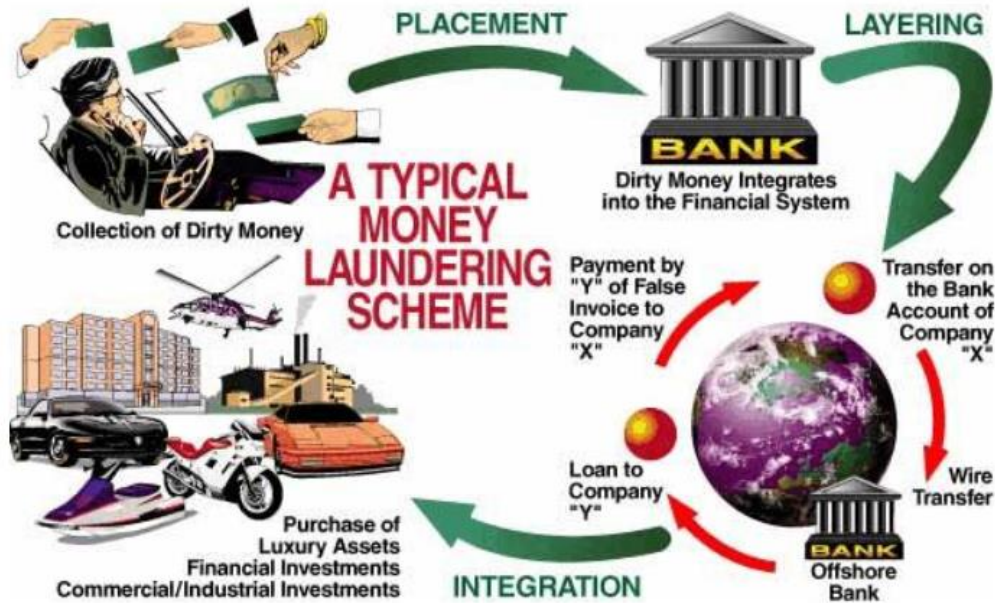 PLACEMENT
LAYERING
BANK
Dirty Money Integrates
into the Financial System
Collection of Dirty Money
A TYPICAL
MONEY
LAUNDERING
SCHEME
Payment by
"Y" of False
Invoice to
Company
"X"
Transfer on
the Bank
Account of
Company
"X"
Loan to
Company
"Y"
Wire
Transfer
BANK
Offshore
Bank
Purchase of
Luxury Assets
Financial Investments
Commercial/Industrial Investments
INTEGRATION